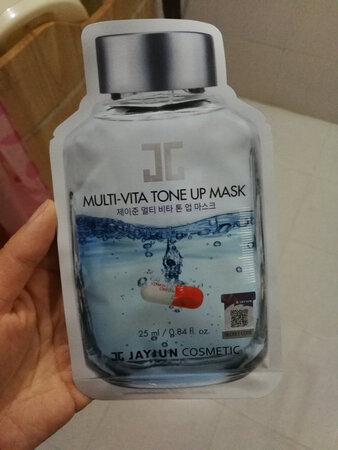 MULTI-VITA TONE UP MASK
제이준 멀티 비타 톤 업 마스크
25 ml / 0.84 fl. oz.
JAYJUN COSMETIC